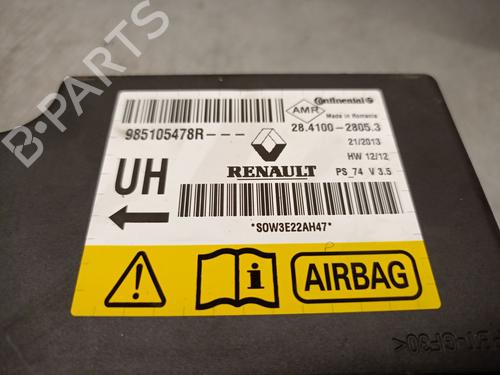 B-PARTS
AMR
Continental
Made in Romania
985105478R---
28.4100-2805.3
21/2013
HW 12/12
UH
RENAULT
PS_74 V 3.5
*SOW3E22AH47*
AIRBAG